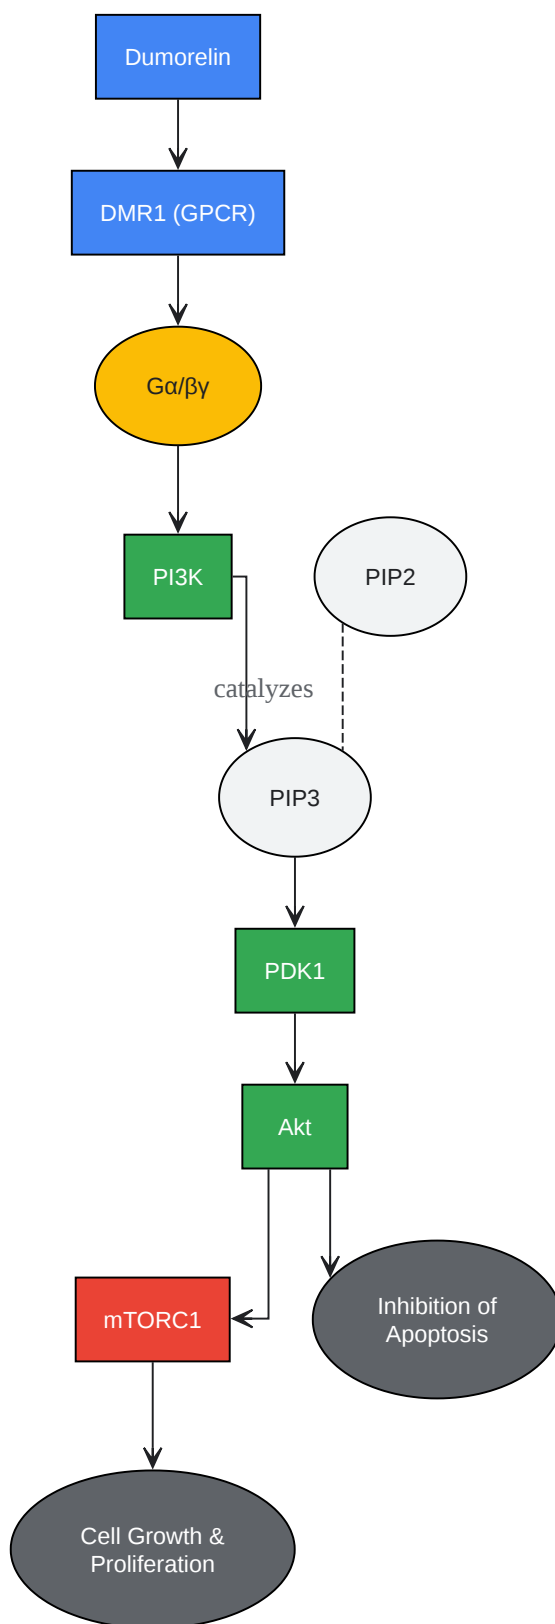 Dumorelin
DMR1 (GPCR)
Gα/βγ
PI3K
PIP2
catalyzes
PIP3
PDK1
Akt
Inhibition of
Apoptosis
mTORC1
Cell Growth &
Proliferation